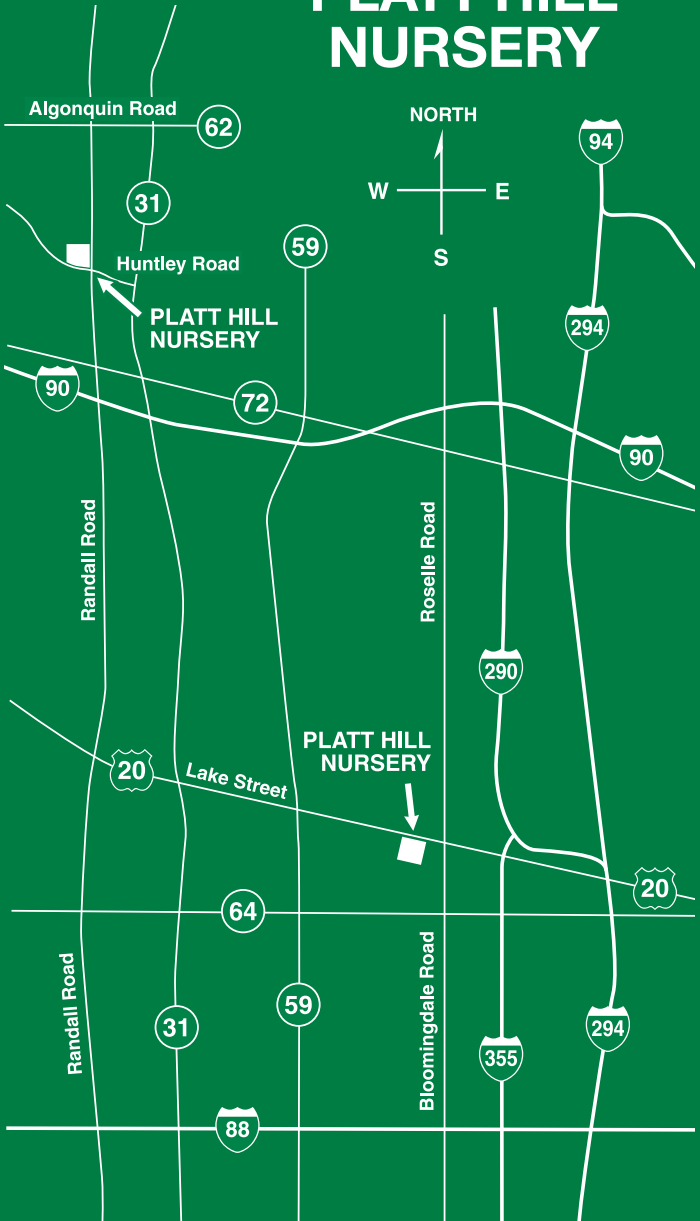 PLATT HILL
NURSERY
NORTH
W
E
S
Algonquin Road
62
94
31
59
Huntley Road
PLATT HILL
NURSERY
294
90
72
90
Randall Road
Roselle Road
290
PLATT HILL
NURSERY
20
Lake Street
20
64
Randall Road
Bloomingdale Road
59
31
294
355
88